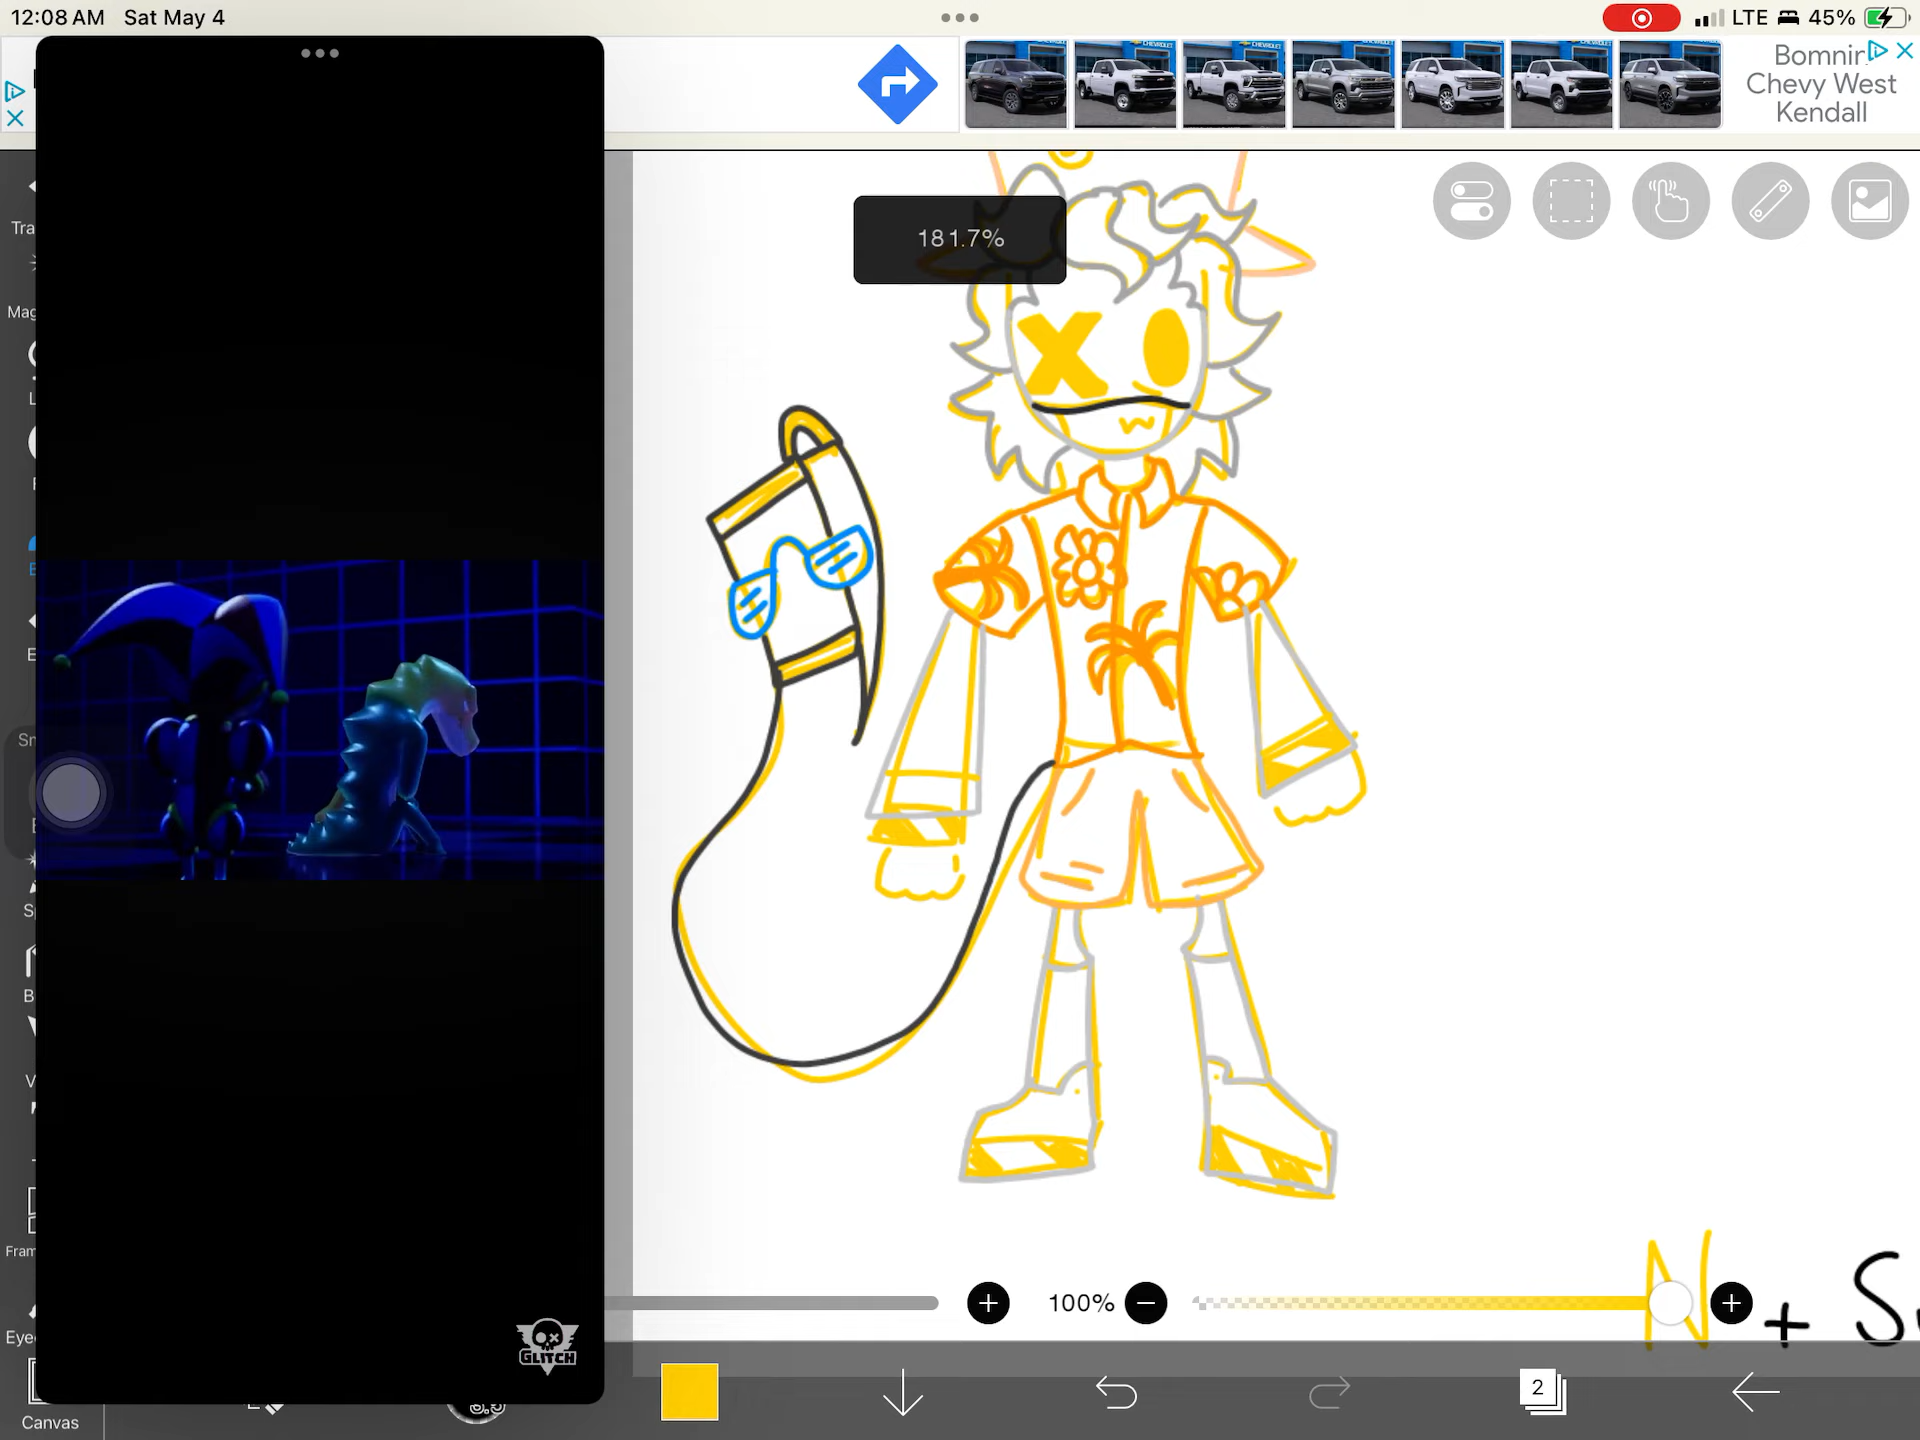 12:08 AM Sat May 4
LTE 45%
Bomnin
Chevy West
Kendall
181.7%
Tra
Mag
Sn
Fram
Eye
Canvas
GLITCH
100%
N + S
2